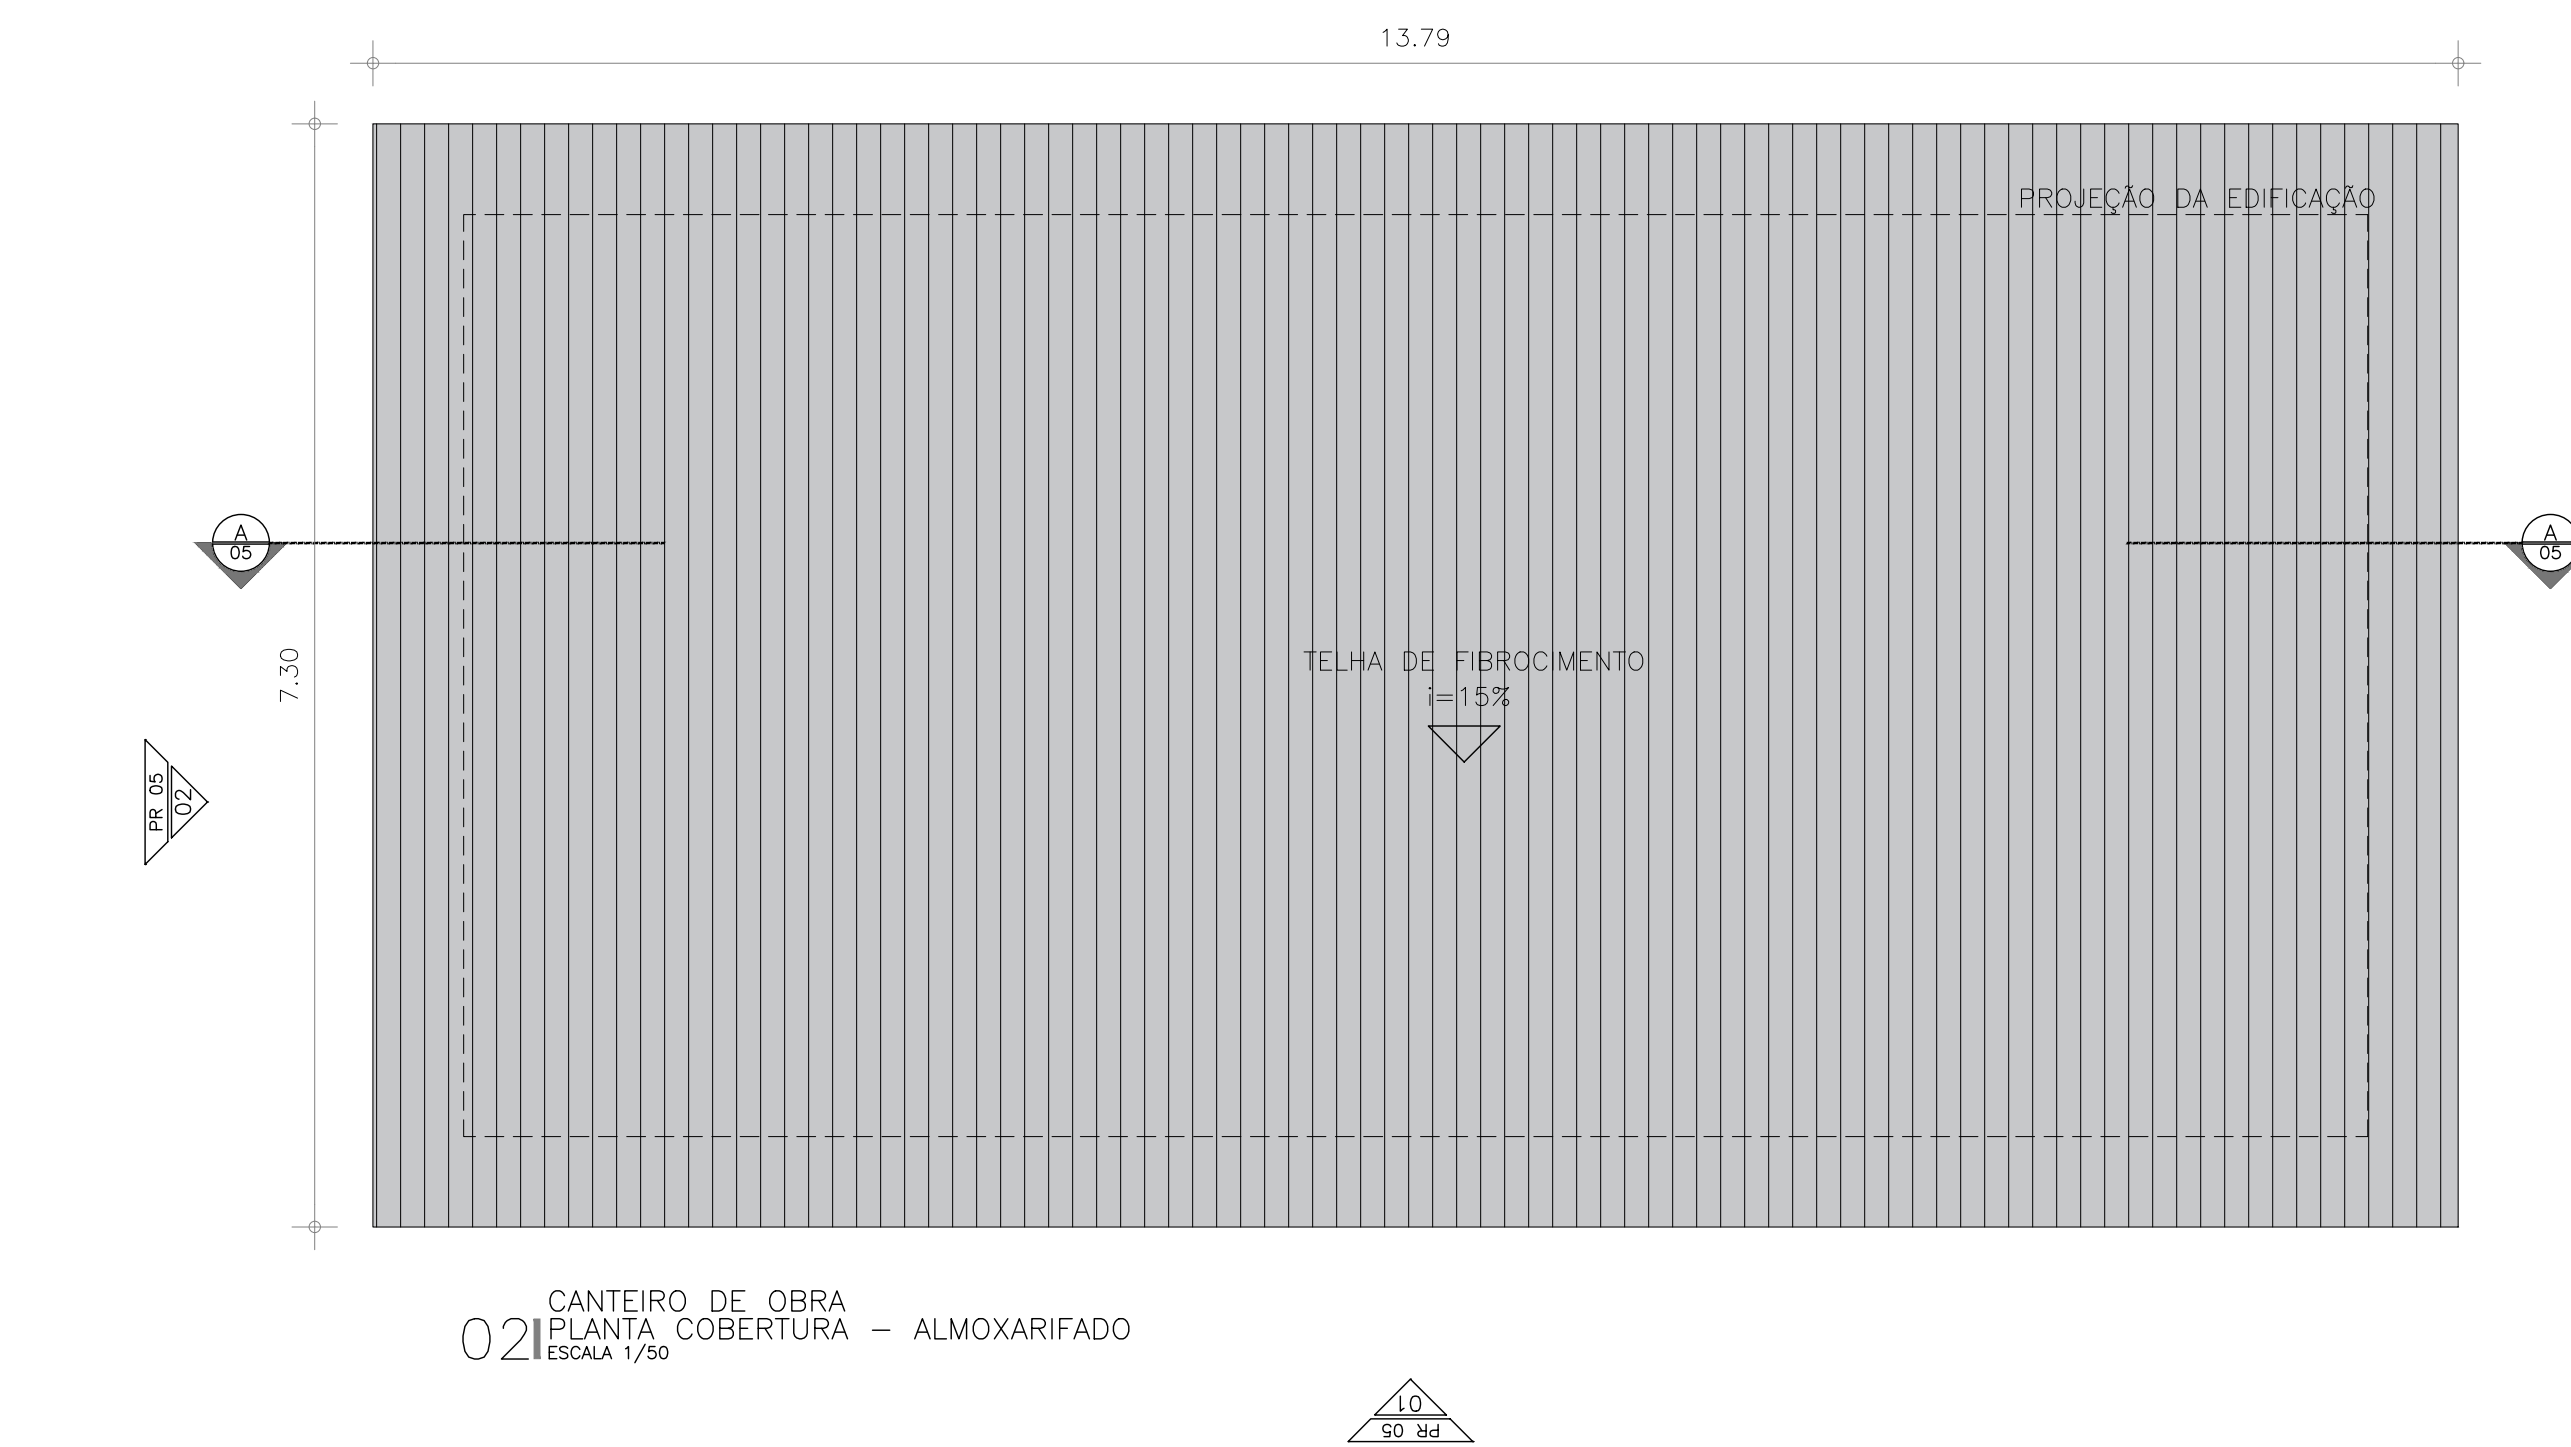 13.79
PROJEÇÃO DA EDIFICAÇÃO
A
05
A
05
7.30
TELHA DE FIBROCIMENTO
i=15%
PR 05
02
CANTEIRO DE OBRA
02
PLANTA COBERTURA – ALMOXARIFADO
ESCALA 1/50
01
PR 05